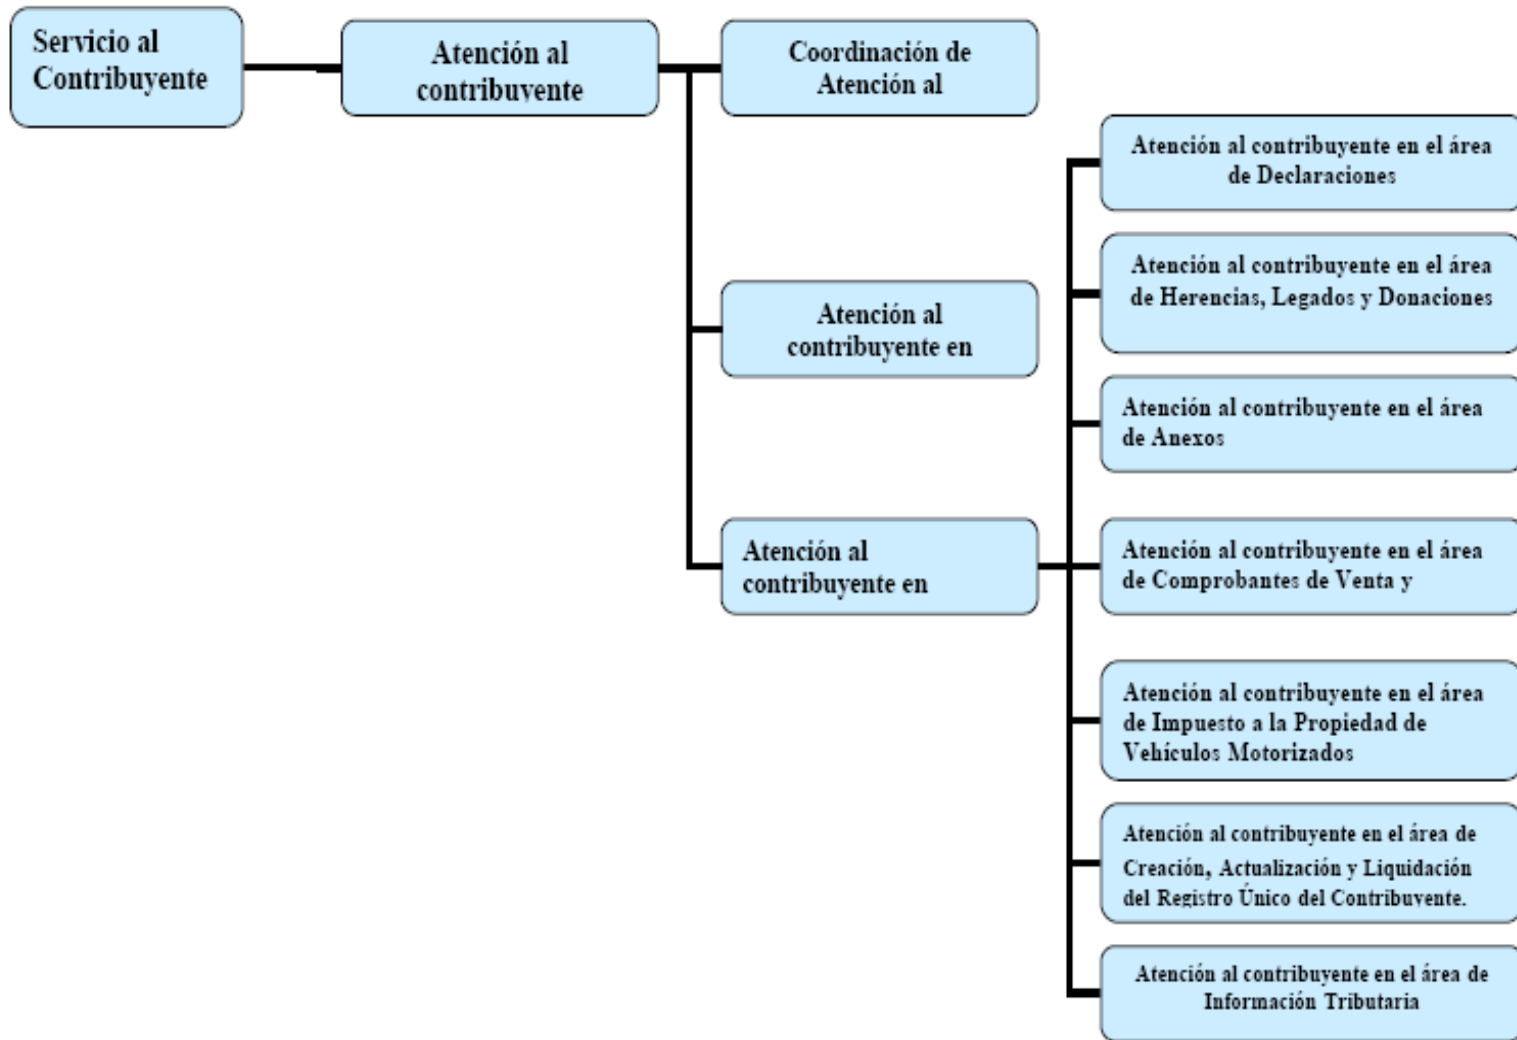 Servicio al
Contribuyente
Atención al
contribuyente
Coordinación de
Atención al
Atención al
contribuyente en
Atención al
contribuyente en
Atención al contribuyente en el área
de Declaraciones
Atención al contribuyente en el área
de Herencias, Legados y Donaciones
Atención al contribuyente en el área
de Anexos
Atención al contribuyente en el área
de Comprobantes de Venta y
Atención al contribuyente en el área
de Impuesto a la Propiedad de
Vehículos Motorizados
Atención al contribuyente en el área de
Creación, Actualización y Liquidación
del Registro Único del Contribuyente.
Atención al contribuyente en el área de
Información Tributaria